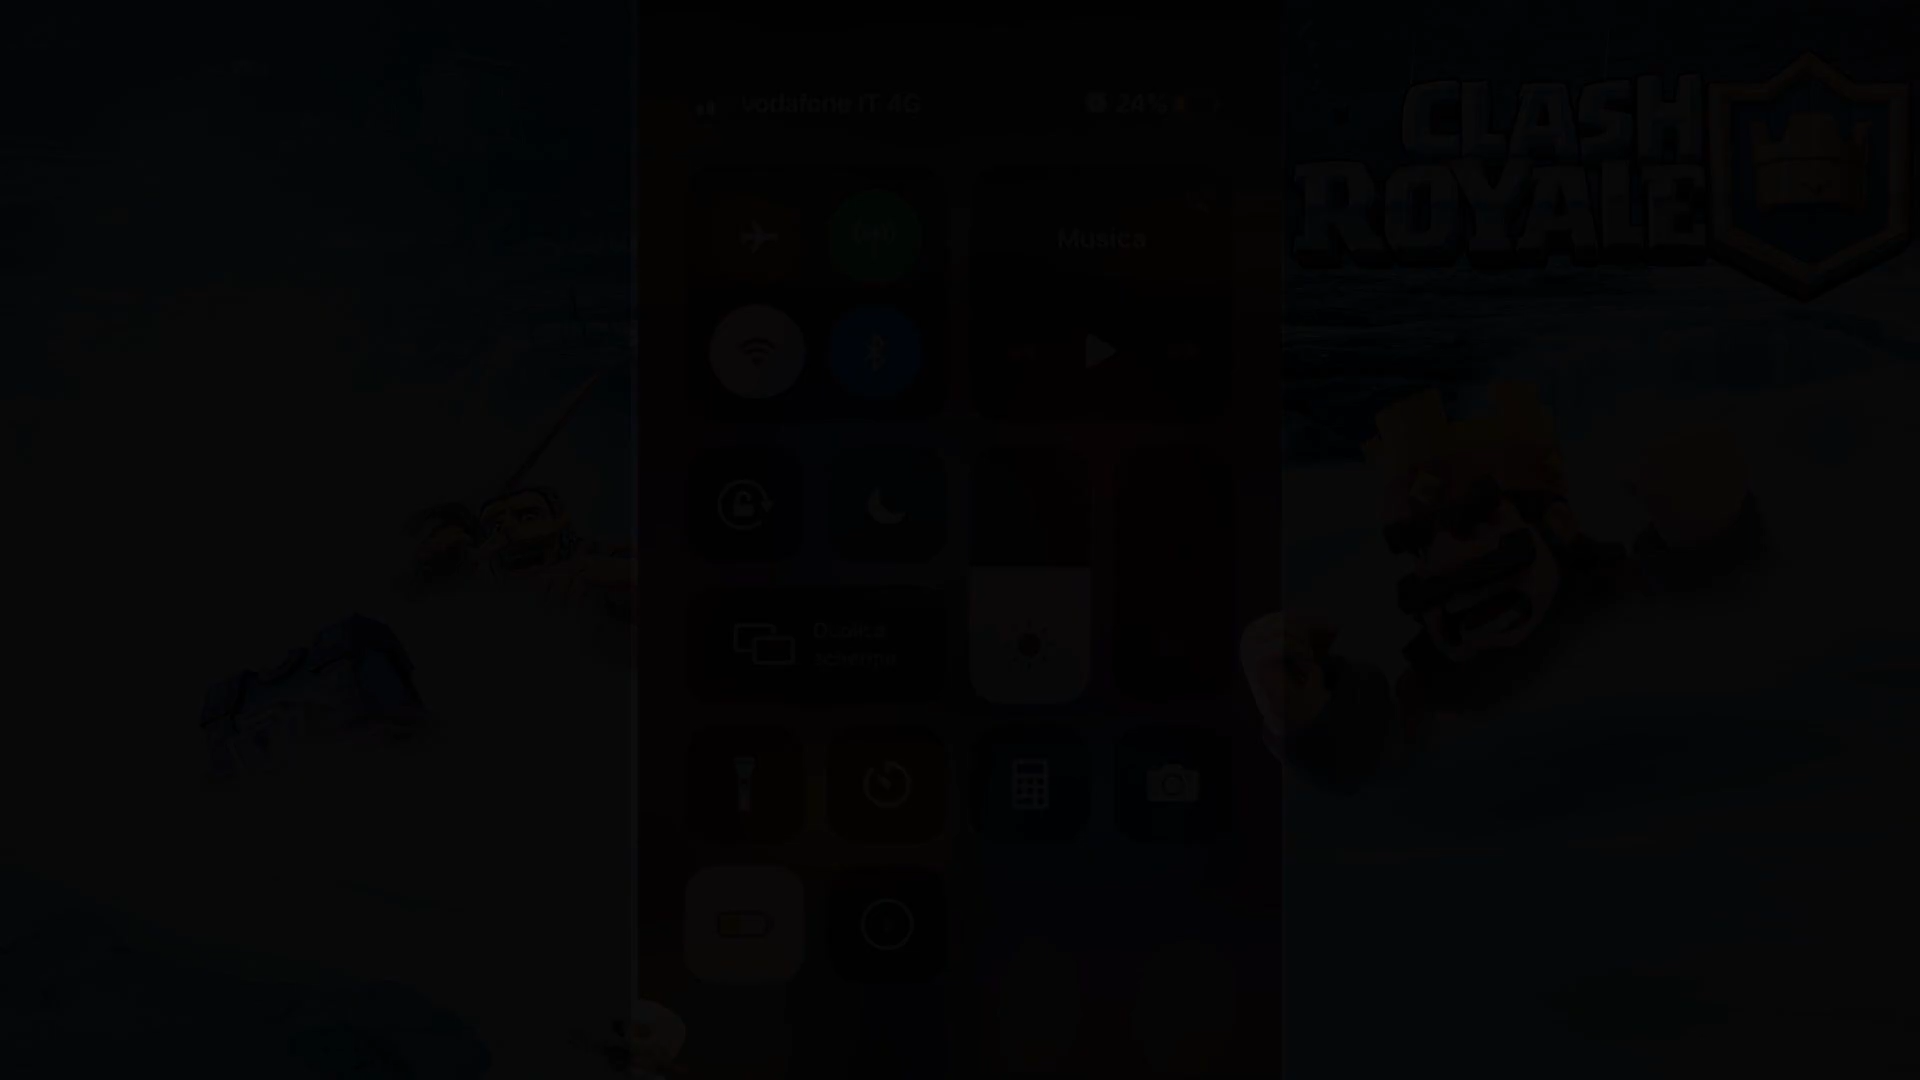 vodafone IT 4G
24%
CLASH
ROYALE
Musica
Duplica
schermo